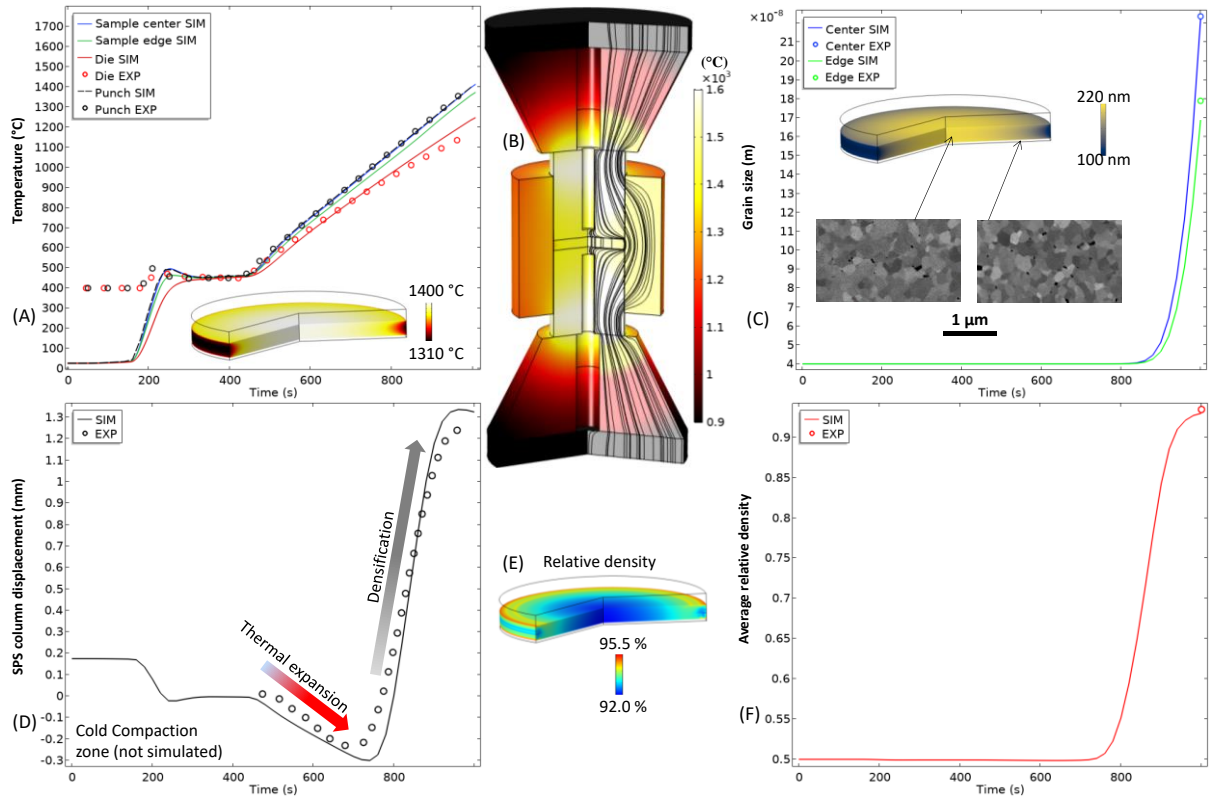 1700
1600
1500
1400
1300
1200
1100
1000
900
800
700
600
500
400
300
200
100
0
Temperature (°C)
Sample center SIM
Sample edge SIM
Die SIM
Die EXP
Punch SIM
Punch EXP
(A)
1400 °C
1310 °C
0
200
400
600
800
Time (s)
(B)
(°C)
×10³
1.6
1.5
1.4
1.3
1.2
1.1
1
0.9
×10⁻⁸
21
20
19
18
17
16
15
14
13
12
11
10
9
8
7
6
5
4
Grain size (m)
Center SIM
Center EXP
Edge SIM
Edge EXP
220 nm
100 nm
(C)
1 µm
0
200
400
600
800
Time (s)
1.3
1.2
1.1
1
0.9
0.8
0.7
0.6
0.5
0.4
0.3
0.2
0.1
0
-0.1
-0.2
-0.3
SPS column displacement (mm)
SIM
EXP
Densification
Thermal expansion
(D)
Cold Compaction
zone (not simulated)
0
200
400
600
800
Time (s)
(E)
Relative density
95.5 %
92.0 %
0.9
0.85
0.8
0.75
0.7
0.65
0.6
0.55
0.5
Average relative density
SIM
EXP
(F)
0
200
400
600
800
Time (s)